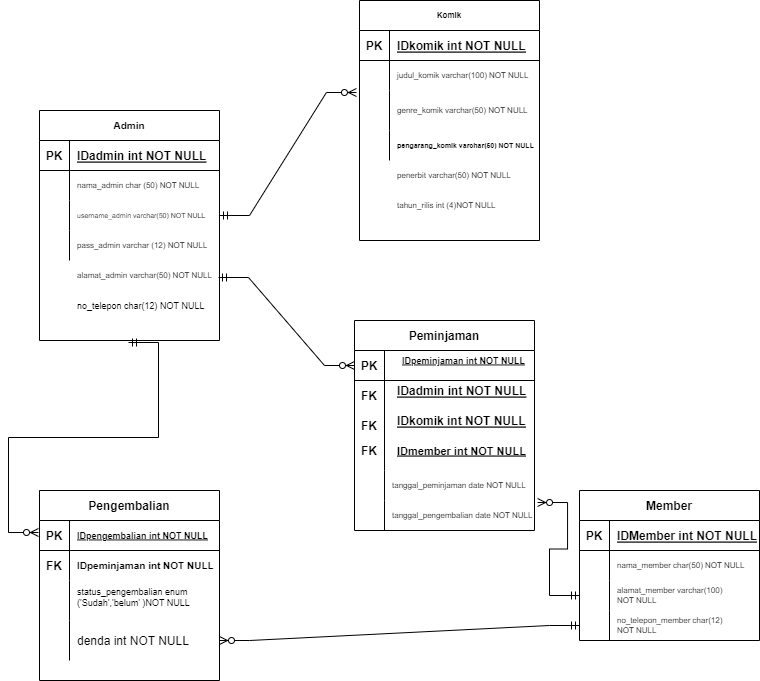 Komik
PK IDkomik int NOT NULL
judul_komik varchar(100) NOT NULL
genre_komik varchar(50) NOT NULL
pengarang_komik varchar(50) NOT NULL
penerbit varchar(50) NOT NULL
tahun_rilis int (4)NOT NULL
Admin
PK IDadmin int NOT NULL
nama_admin char (50) NOT NULL
username_admin varchar(50) NOT NULL
pass_admin varchar (12) NOT NULL
alamat_admin varchar(50) NOT NULL
no_telepon char(12) NOT NULL
Peminjaman
PK IDpeminjaman int NOT NULL
FK IDadmin int NOT NULL
FK IDkomik int NOT NULL
FK IDmember int NOT NULL
tanggal_peminjaman date NOT NULL
tanggal_pengembalian date NOT NULL
Pengembalian
PK IDpengembalian int NOT NULL
FK IDpeminjaman int NOT NULL
status_pengembalian enum
('Sudah','belum' )NOT NULL
denda int NOT NULL
Member
PK IDMember int NOT NULL
nama_member char(50) NOT NULL
alamat_member varchar(100)
NOT NULL
no_telepon_member char(12)
NOT NULL